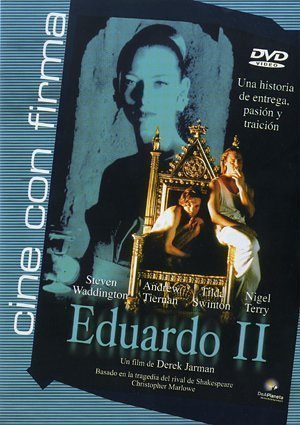 cine con firma
DVD
VIDEO
Una historia
de entrega,
pasión y
traición
Steven
Waddington
Andrew
Tiernan
Tilda
Swinton
Nigel
Terry
Eduardo II
Un film de Derek Jarman
Basado en la tragedia del rival de Shakespeare
Christopher Marlowe
DeAPlaneta